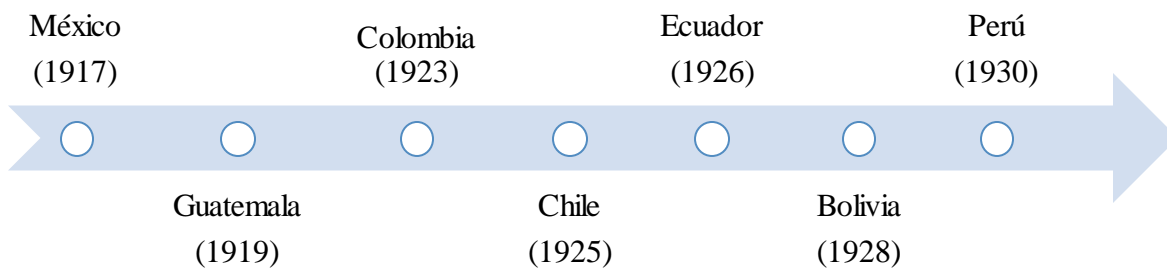 México
(1917)
Colombia
(1923)
Ecuador
(1926)
Perú
(1930)
Guatemala
(1919)
Chile
(1925)
Bolivia
(1928)